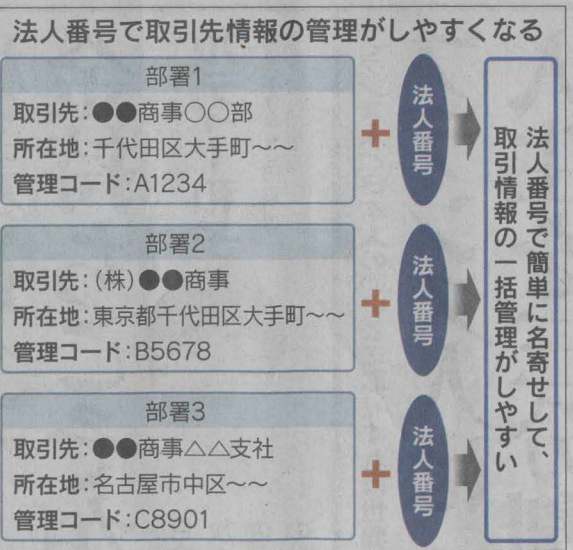 法人番号で取引先情報の管理がしやすくなる
部署1
取引先:●●商事○○部
所在地:千代田区大手町～～
管理コード:A1234
+
法人番号
部署2
取引先:(株)●●商事
所在地:東京都千代田区大手町～～
管理コード:B5678
+
法人番号
部署3
取引先:●●商事△△支社
所在地:名古屋市中区～～
管理コード:C8901
+
法人番号
法人番号で簡単に名寄せして、
取引情報の一括管理がしやすい